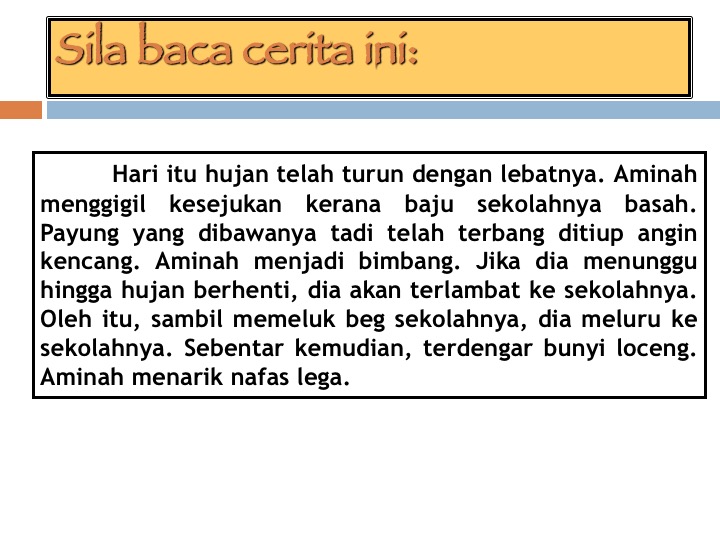 Sila baca cerita ini:
Hari itu hujan telah turun dengan lebatnya. Aminah
menggigil kesejukan kerana baju sekolahnya basah.
Payung yang dibawanya tadi telah terbang ditiup angin
kencang. Aminah menjadi bimbang. Jika dia menunggu
hingga hujan berhenti, dia akan terlambat ke sekolahnya.
Oleh itu, sambil memeluk beg sekolahnya, dia meluru ke
sekolahnya. Sebentar kemudian, terdengar bunyi loceng.
Aminah menarik nafas lega.